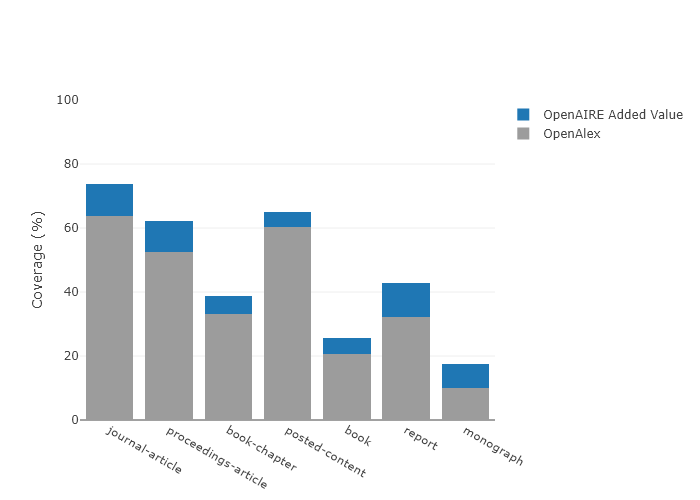 100
80
60
40
20
0
Coverage (%)
journal-article
proceedings-article
book-chapter
posted-content
book
report
monograph
OpenAIRE Added Value
OpenAlex